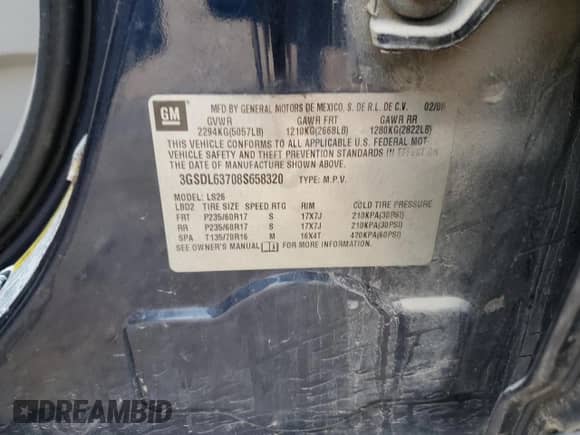 GM
MFD BY GENERAL MOTORS DE MEXICO, S. DE R.L. DE C.V. 02/08
GVWR GAWR FRT GAWR RR
2294KG(5057LB) 1210KG(2668LB) 1280KG(2822LB)
THIS VEHICLE CONFORMS TO ALL APPLICABLE U.S. FEDERAL MOTOR
VEHICLE SAFETY AND THEFT PREVENTION STANDARDS IN EFFECT ON
THE DATE OF MANUFACTURE SHOWN ABOVE.
3GSDL63708S658320 TYPE: M.P.V.
MODEL: LS26
LBD2 TIRE SIZE SPEED RTG RIM COLD TIRE PRESSURE
FRT P235/60R17 S 17X7J 210KPA(30PSI)
RR P235/60R17 S 17X7J 210KPA(30PSI)
SPA T135/70R16 M 16X4T 420KPA(60PSI)
SEE OWNER'S MANUAL FOR MORE INFORMATION.
DREAMBID